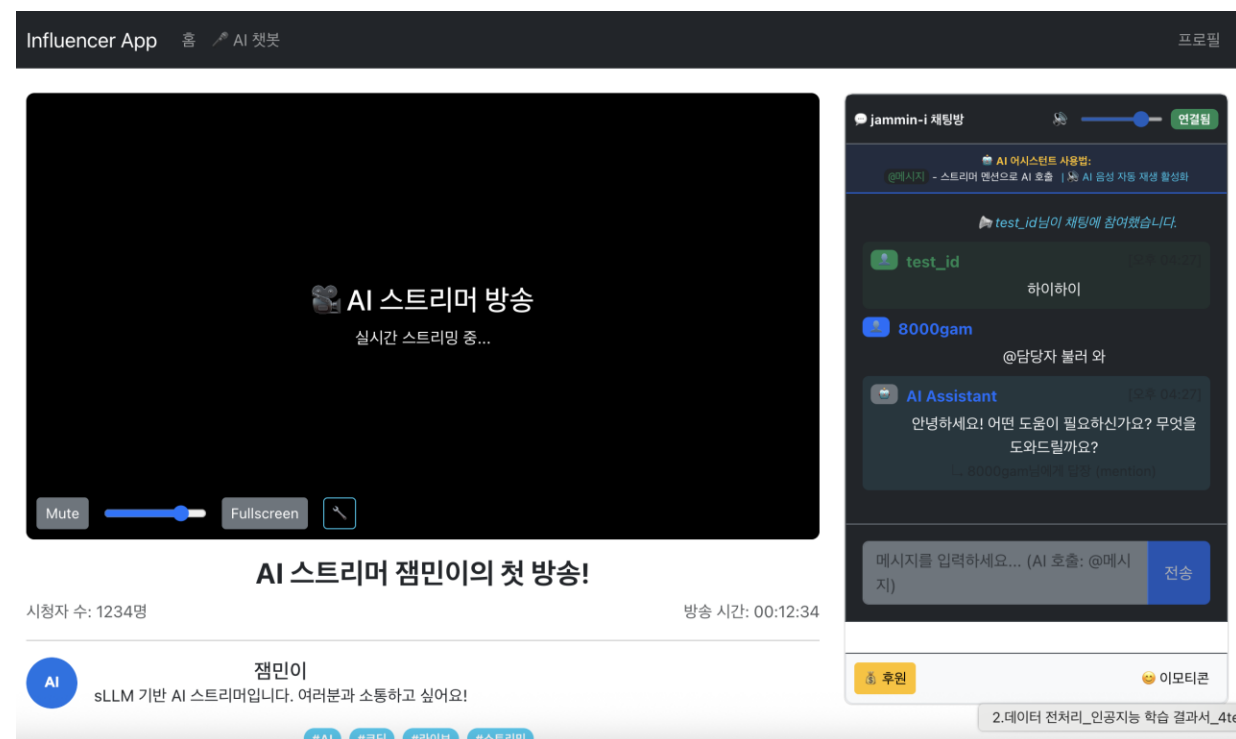 Influencer App 홈 🎤 AI 챗봇 프로필
🎥 AI 스트리머 방송
실시간 스트리밍 중...
Mute
Fullscreen
AI 스트리머 잼민이의 첫 방송!
시청자 수: 1234명
방송 시간: 00:12:34
AI
잼민이
sLLM 기반 AI 스트리머입니다. 여러분과 소통하고 싶어요!
#AI #코딩 #라이브 #스트리밍
💬 jammin-i 채팅방
연결됨
🤖 AI 어시스턴트 사용법:
@메시지 - 스트리머 멘션으로 AI 호출 | 🔊 AI 음성 자동 재생 활성화
📢 test_id님이 채팅에 참여했습니다.
test_id [오후 04:27]
하이하이
8000gam
@담당자 불러 와
AI Assistant [오후 04:27]
안녕하세요! 어떤 도움이 필요하신가요? 무엇을
도와드릴까요?
8000gam님에게 답장 (mention)
메시지를 입력하세요... (AI 호출: @메시
지)
전송
💰 후원
😀 이모티콘
2.데이터 전처리_인공지능 학습 결과서_4te